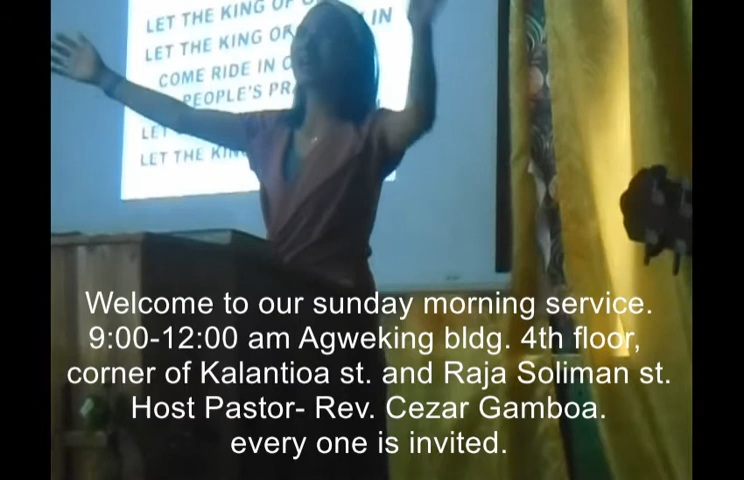 LET THE KING OF
LET THE KING OF IN
COME RIDE IN
PEOPLE'S
LET
LET THE
Welcome to our sunday morning service.
9:00-12:00 am Agweking bldg. 4th floor,
corner of Kalantioa st. and Raja Soliman st.
Host Pastor- Rev. Cezar Gamboa.
every one is invited.